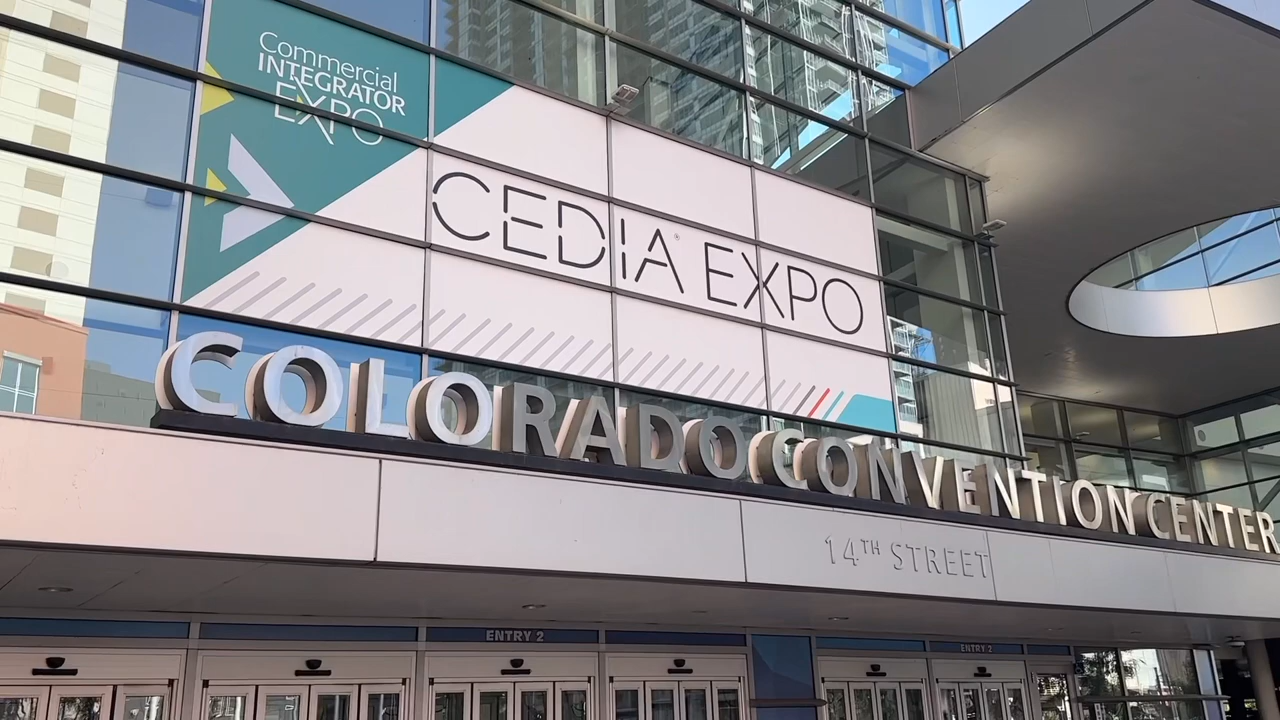 Commercial
INTEGRATOR
EXPO
CEDIA® EXPO
COLORADO CONVENTION CENTER
14TH STREET
ENTRY 2
ENTRY 2